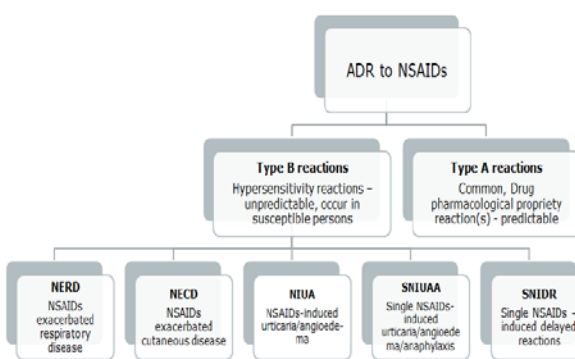 ADR to NSAIDs
Type B reactions
Hypersensitivity reactions –
unpredictable, occur in
susceptible persons
Type A reactions
Common, Drug
pharmacological propriety
reaction(s) - predictable
NERD
NSAIDs
exacerbated
respiratory
disease
NECD
NSAIDs
exacerbated
cutaneous disease
NIUA
NSAIDs-induced
urticaria/angioede-
ma
SNIUAA
Single NSAIDs-
induced
urticaria/angioede
ma/araphylaxis
SNIDR
Single NSAIDs -
induced delayed
reactions